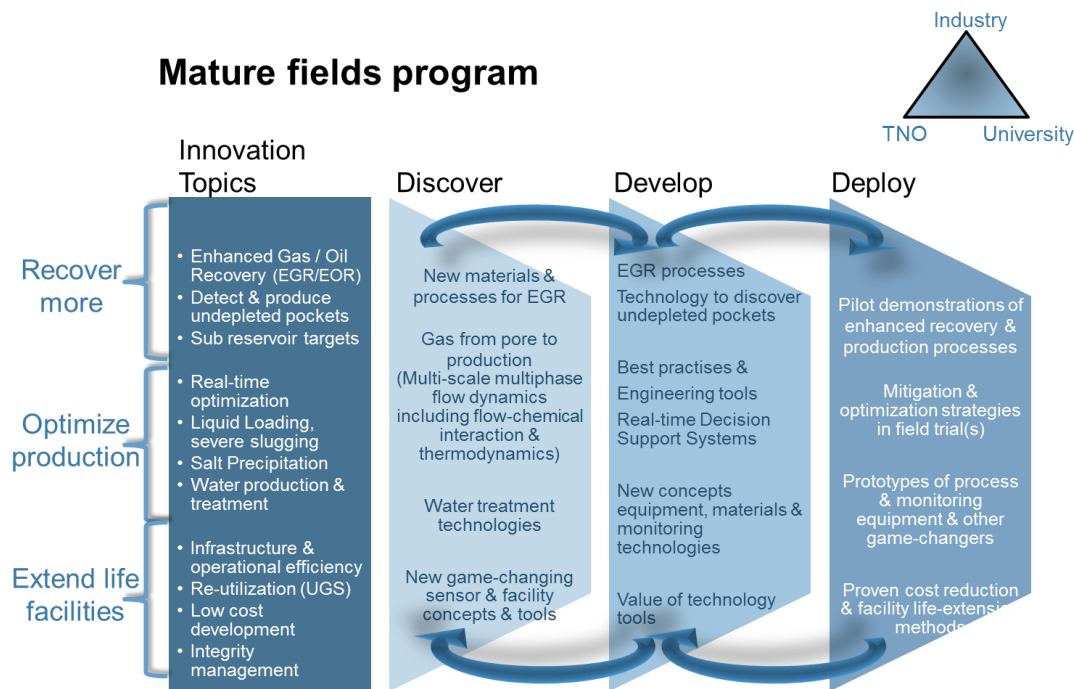 Industry
Mature fields program
TNO
University
Innovation
Topics
Discover
Develop
Deploy
Recover
more
• Enhanced Gas / Oil
Recovery (EGR/EOR)
• Detect & produce
undepleted pockets
• Sub reservoir targets
Optimize
production
• Real-time
optimization
• Liquid Loading,
severe slugging
• Salt Precipitation
• Water production &
treatment
Extend life
facilities
• Infrastructure &
operational efficiency
• Re-utilization (UGS)
• Low cost
development
• Integrity
management
New materials &
processes for EGR
Gas from pore to
production
(Multi-scale multiphase
flow dynamics
including flow-chemical
interaction &
thermodynamics)
Water treatment
technologies
New game-changing
sensor & facility
concepts & tools
EGR processes
Technology to discover
undepleted pockets
Best practises &
Engineering tools
Real-time Decision
Support Systems
New concepts
equipment, materials &
monitoring
technologies
Value of technology
tools
Pilot demonstrations of
enhanced recovery &
production processes
Mitigation &
optimization strategies
in field trial(s)
Prototypes of process
& monitoring
equipment & other
game-changers
Proven cost reduction
& facility life-extension
methods